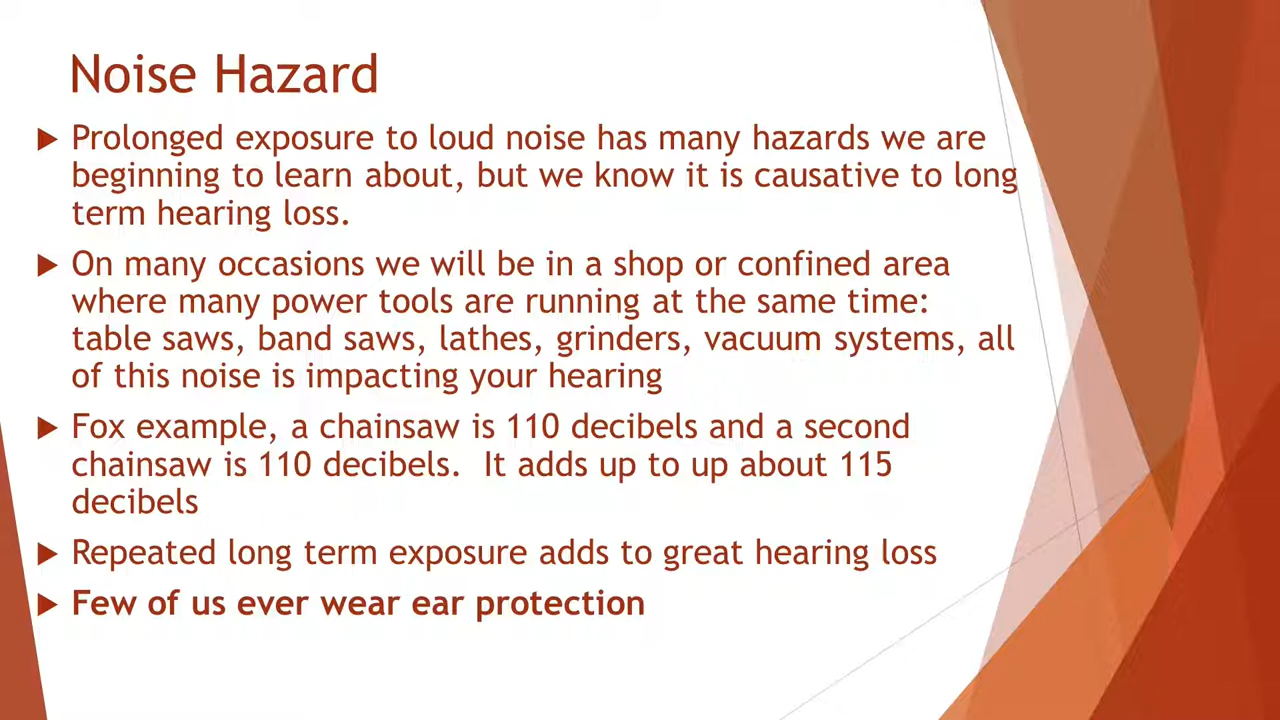 Noise Hazard
Prolonged exposure to loud noise has many hazards we are
beginning to learn about, but we know it is causative to long
term hearing loss.
On many occasions we will be in a shop or confined area
where many power tools are running at the same time:
table saws, band saws, lathes, grinders, vacuum systems, all
of this noise is impacting your hearing
Fox example, a chainsaw is 110 decibels and a second
chainsaw is 110 decibels.  It adds up to up about 115
decibels
Repeated long term exposure adds to great hearing loss
Few of us ever wear ear protection